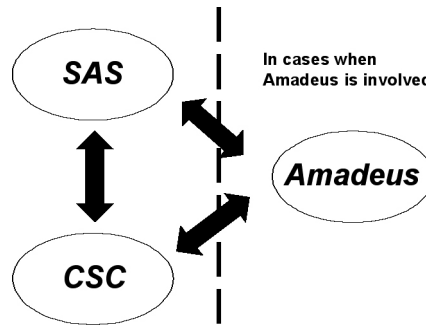 SAS
In cases when
Amadeus is involved
Amadeus
CSC